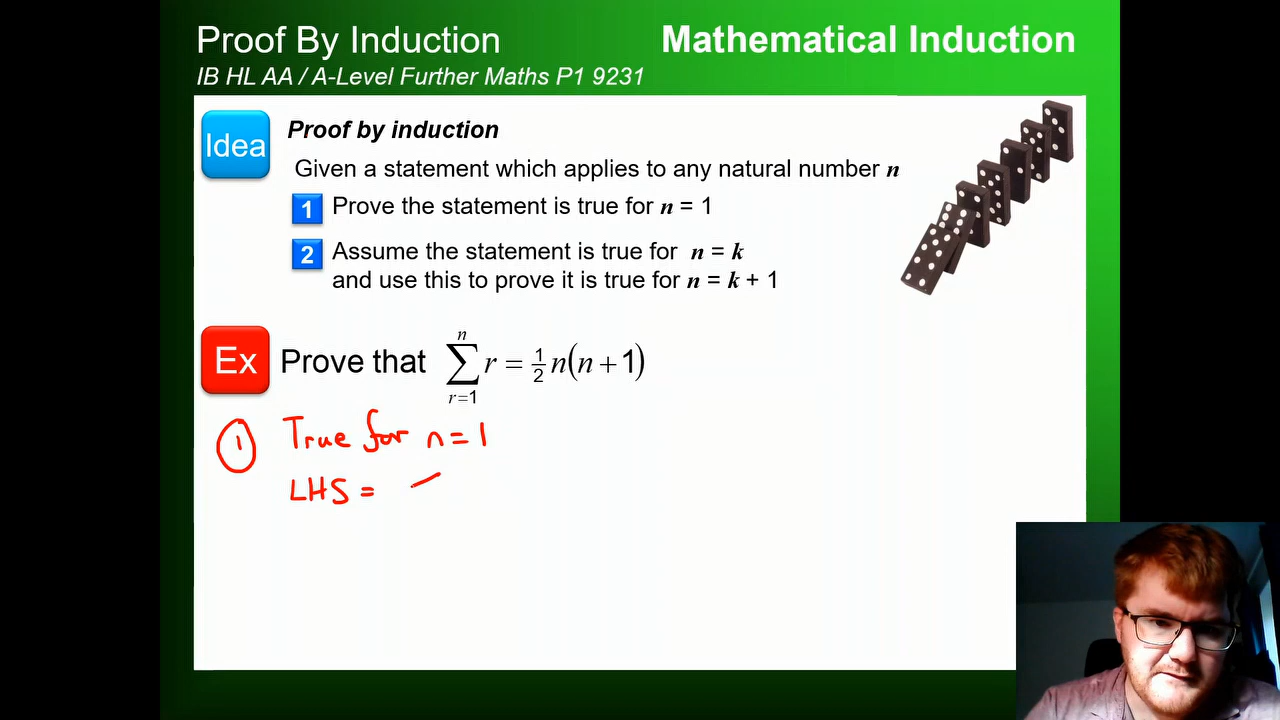 Proof By Induction
Mathematical Induction
IB HL AA / A-Level Further Maths P1 9231
Idea
Proof by induction
Given a statement which applies to any natural number n
1 Prove the statement is true for n = 1
2 Assume the statement is true for n = k
and use this to prove it is true for n = k + 1
Ex Prove that ∑_{r=1}^{n} r = ½n(n + 1)
① True for n = 1
LHS =